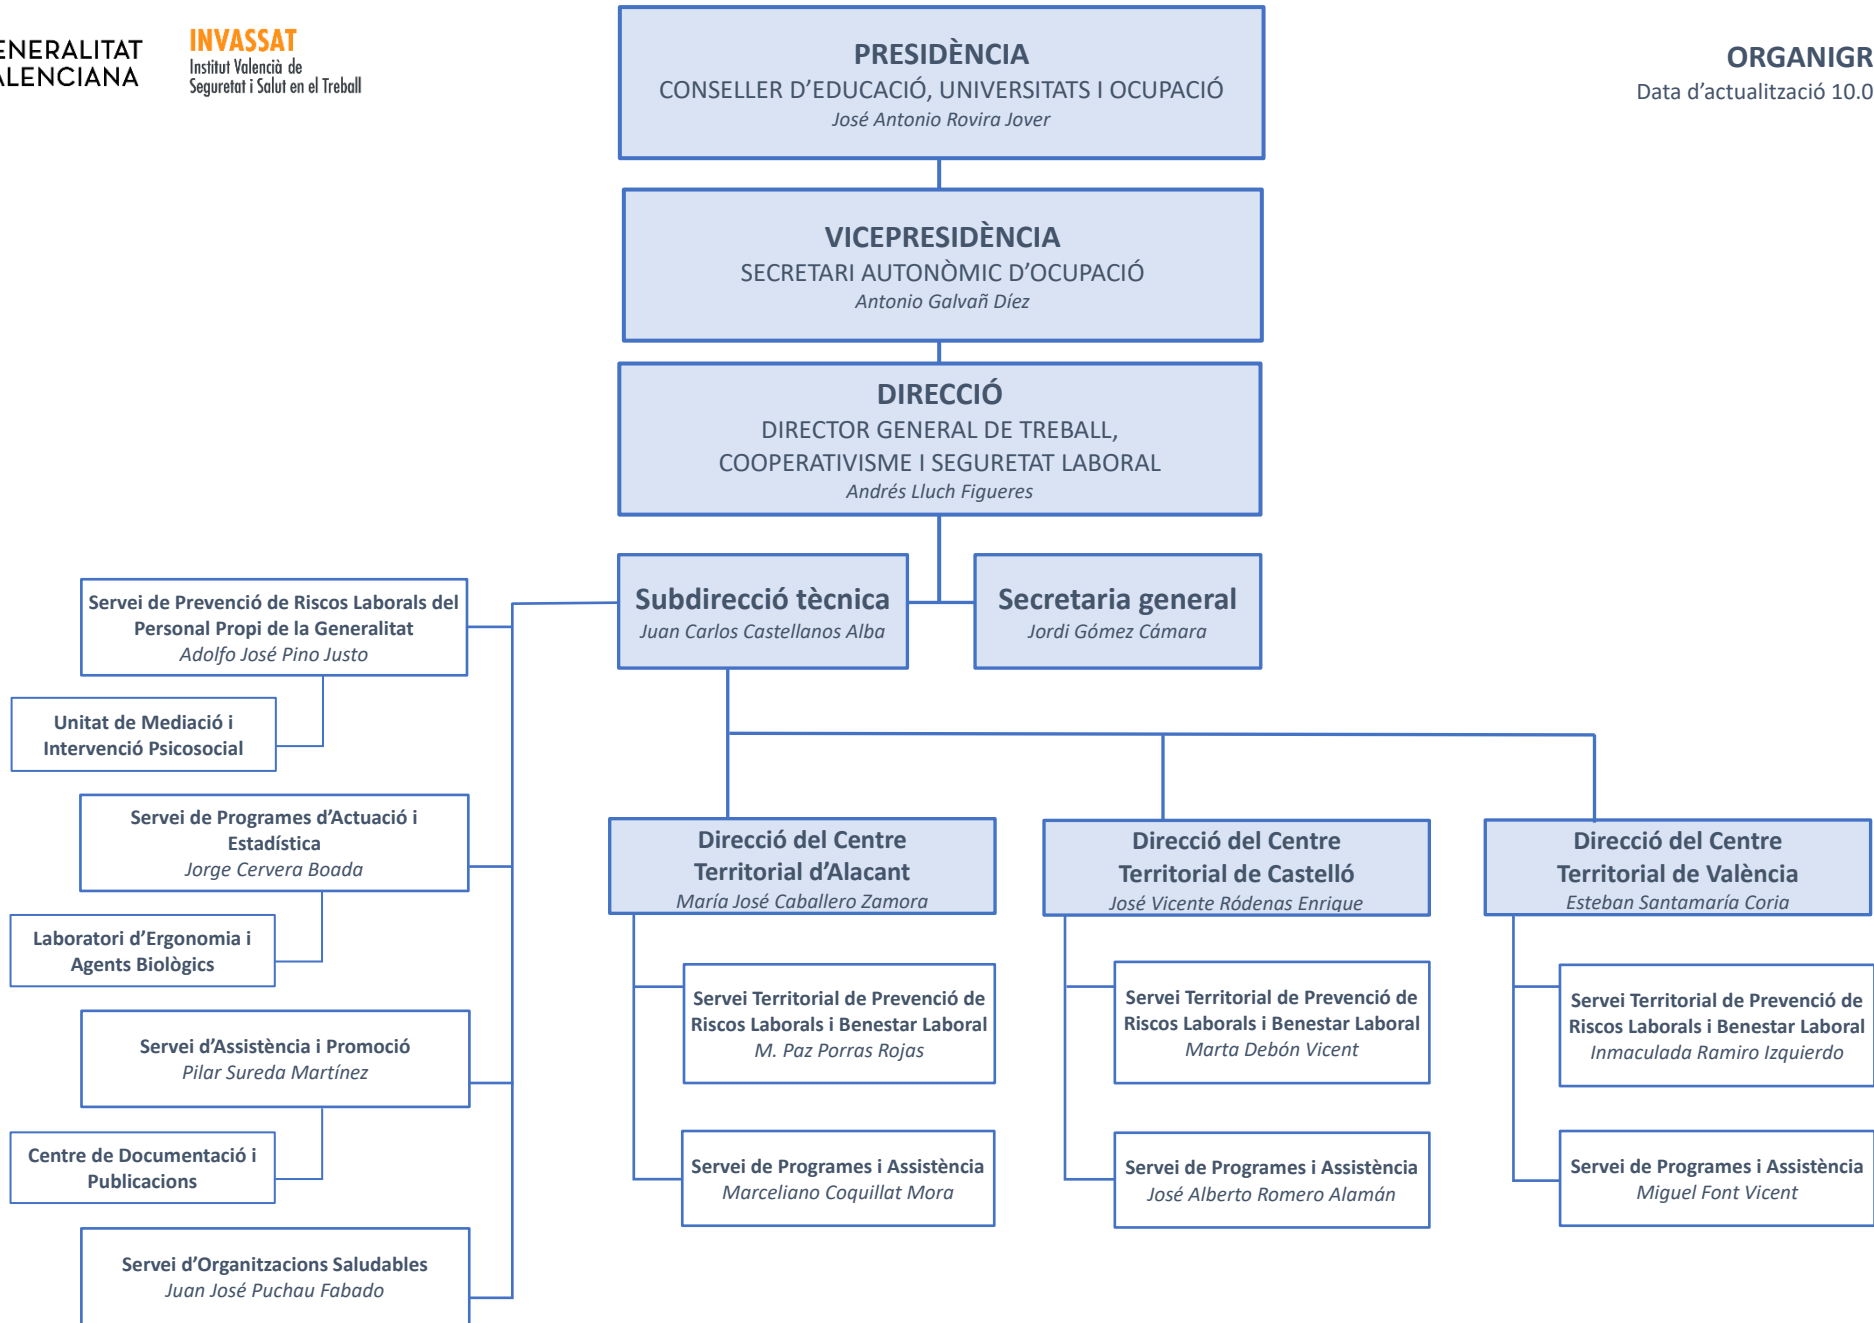 INVASSAT
Institut Valencià de
Seguretat i Salut en el Treball
PRESIDÈNCIA
CONSELLER D'EDUCACIÓ, UNIVERSITATS I OCUPACIÓ
José Antonio Rovira Jover
ORGANIGR
Data d'actualització 10.0
VICEPRESIDÈNCIA
SECRETARI AUTONÒMIC D'OCUPACIÓ
Antonio Galvañ Díez
DIRECCIÓ
DIRECTOR GENERAL DE TREBALL,
COOPERATIVISME I SEGURETAT LABORAL
Andrés Lluch Figueres
Subdirecció tècnica
Juan Carlos Castellanos Alba
Secretaria general
Jordi Gómez Cámara
Servei de Prevenció de Riscos Laborals del
Personal Propi de la Generalitat
Adolfo José Pino Justo
Unitat de Mediació i
Intervenció Psicosocial
Servei de Programes d'Actuació i
Estadística
Jorge Cervera Boada
Laboratori d'Ergonomia i
Agents Biològics
Servei d'Assistència i Promoció
Pilar Sureda Martínez
Centre de Documentació i
Publicacions
Servei d'Organitzacions Saludables
Juan José Puchau Fabado
Direcció del Centre
Territorial d'Alacant
María José Caballero Zamora
Servei Territorial de Prevenció de
Riscos Laborals i Benestar Laboral
M. Paz Porras Rojas
Servei de Programes i Assistència
Marceliano Coquillat Mora
Direcció del Centre
Territorial de Castelló
José Vicente Ródenas Enrique
Servei Territorial de Prevenció de
Riscos Laborals i Benestar Laboral
Marta Debón Vicent
Servei de Programes i Assistència
José Alberto Romero Alamán
Direcció del Centre
Territorial de València
Esteban Santamaría Coria
Servei Territorial de Prevenció de
Riscos Laborals i Benestar Laboral
Inmaculada Ramiro Izquierdo
Servei de Programes i Assistència
Miguel Font Vicent